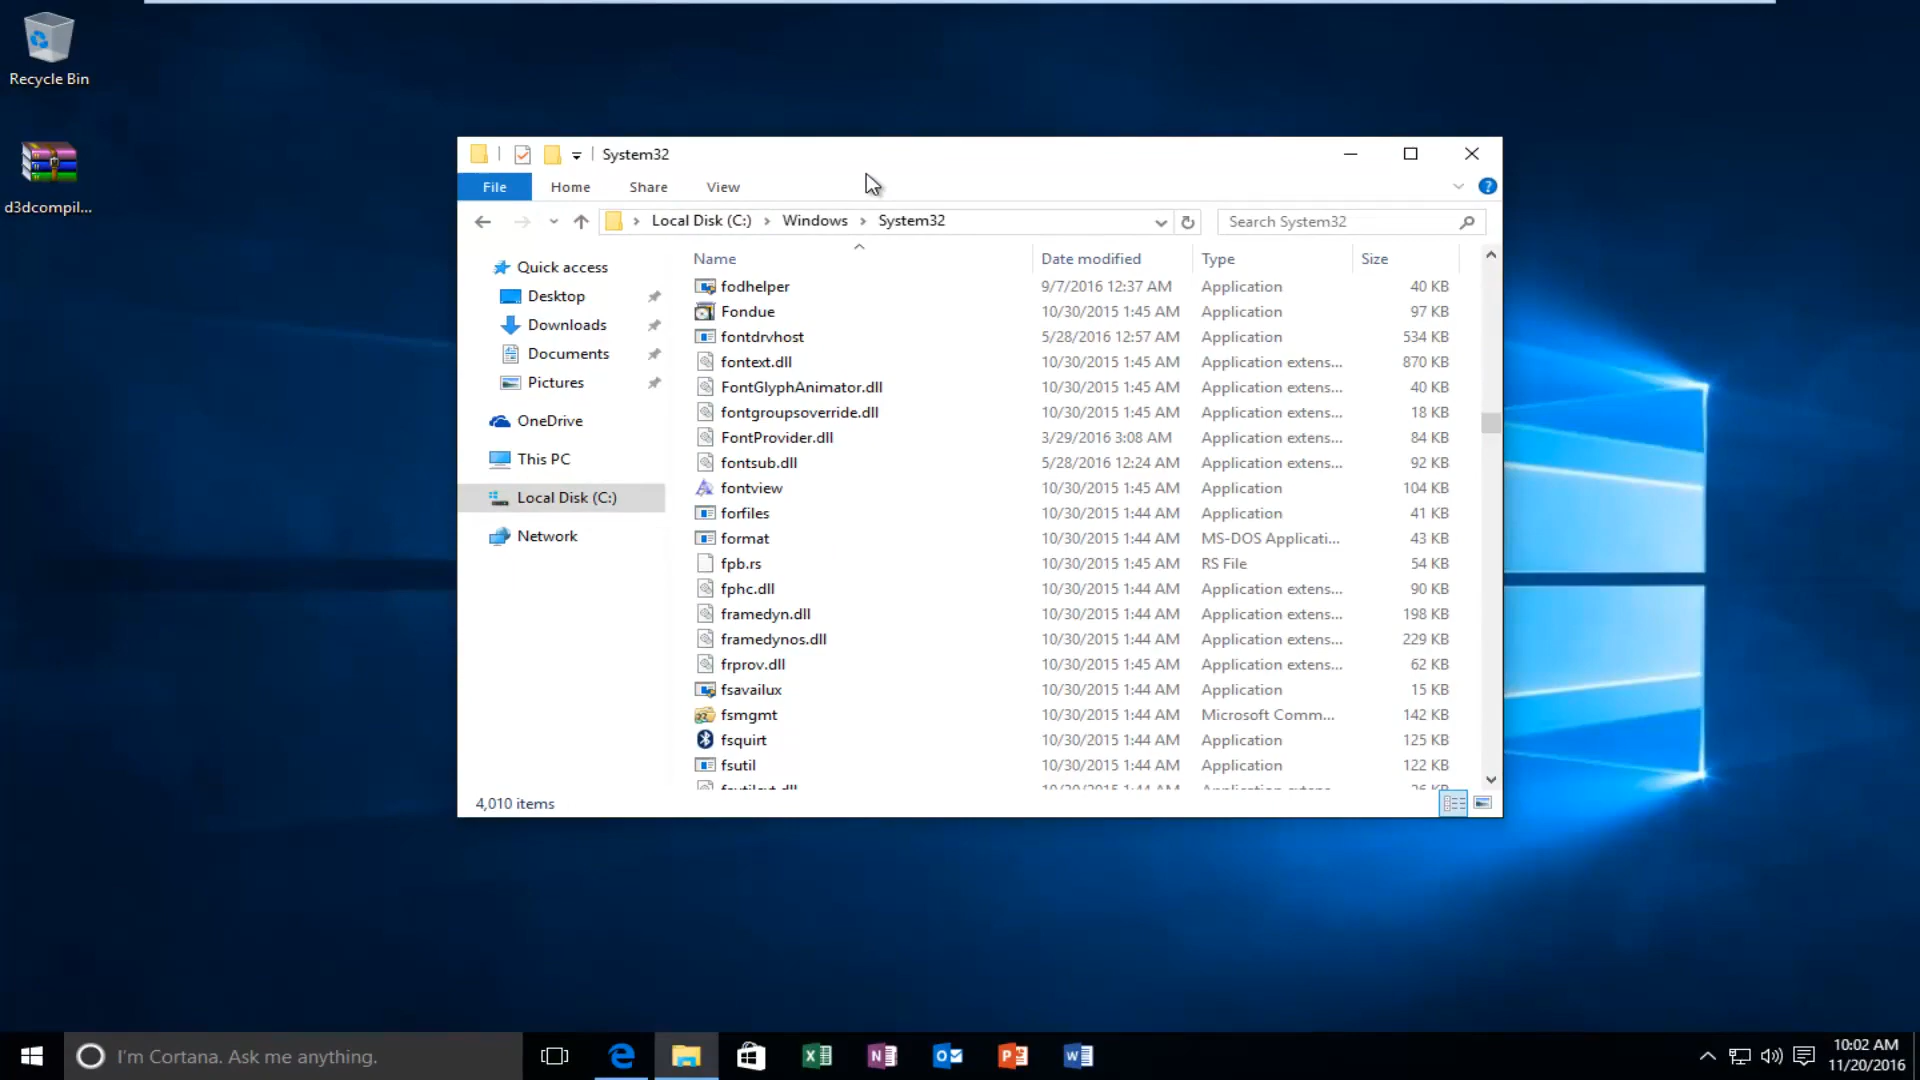 Recycle Bin
d3dcompil...
System32
File Home Share View
Local Disk (C:) Windows System32
Search System32
Quick access
Desktop
Downloads
Documents
Pictures
OneDrive
This PC
Local Disk (C:)
Network
Name Date modified Type Size
fodhelper 9/7/2016 12:37 AM Application 40 KB
Fondue 10/30/2015 1:45 AM Application 97 KB
fontdrvhost 5/28/2016 12:57 AM Application 534 KB
fontext.dll 10/30/2015 1:45 AM Application extens... 870 KB
FontGlyphAnimator.dll 10/30/2015 1:45 AM Application extens... 40 KB
fontgroupsoverride.dll 10/30/2015 1:45 AM Application extens... 18 KB
FontProvider.dll 3/29/2016 3:08 AM Application extens... 84 KB
fontsub.dll 5/28/2016 12:24 AM Application extens... 92 KB
fontview 10/30/2015 1:45 AM Application 104 KB
forfiles 10/30/2015 1:44 AM Application 41 KB
format 10/30/2015 1:44 AM MS-DOS Applicati... 43 KB
fpb.rs 10/30/2015 1:45 AM RS File 54 KB
fphc.dll 10/30/2015 1:44 AM Application extens... 90 KB
framedyn.dll 10/30/2015 1:44 AM Application extens... 198 KB
framedynos.dll 10/30/2015 1:44 AM Application extens... 229 KB
frprov.dll 10/30/2015 1:45 AM Application extens... 62 KB
fsavailux 10/30/2015 1:44 AM Application 15 KB
fsmgmt 10/30/2015 1:44 AM Microsoft Comm... 142 KB
fsquirt 10/30/2015 1:44 AM Application 125 KB
fsutil 10/30/2015 1:44 AM Application 122 KB
4,010 items
I'm Cortana. Ask me anything.
10:02 AM
11/20/2016